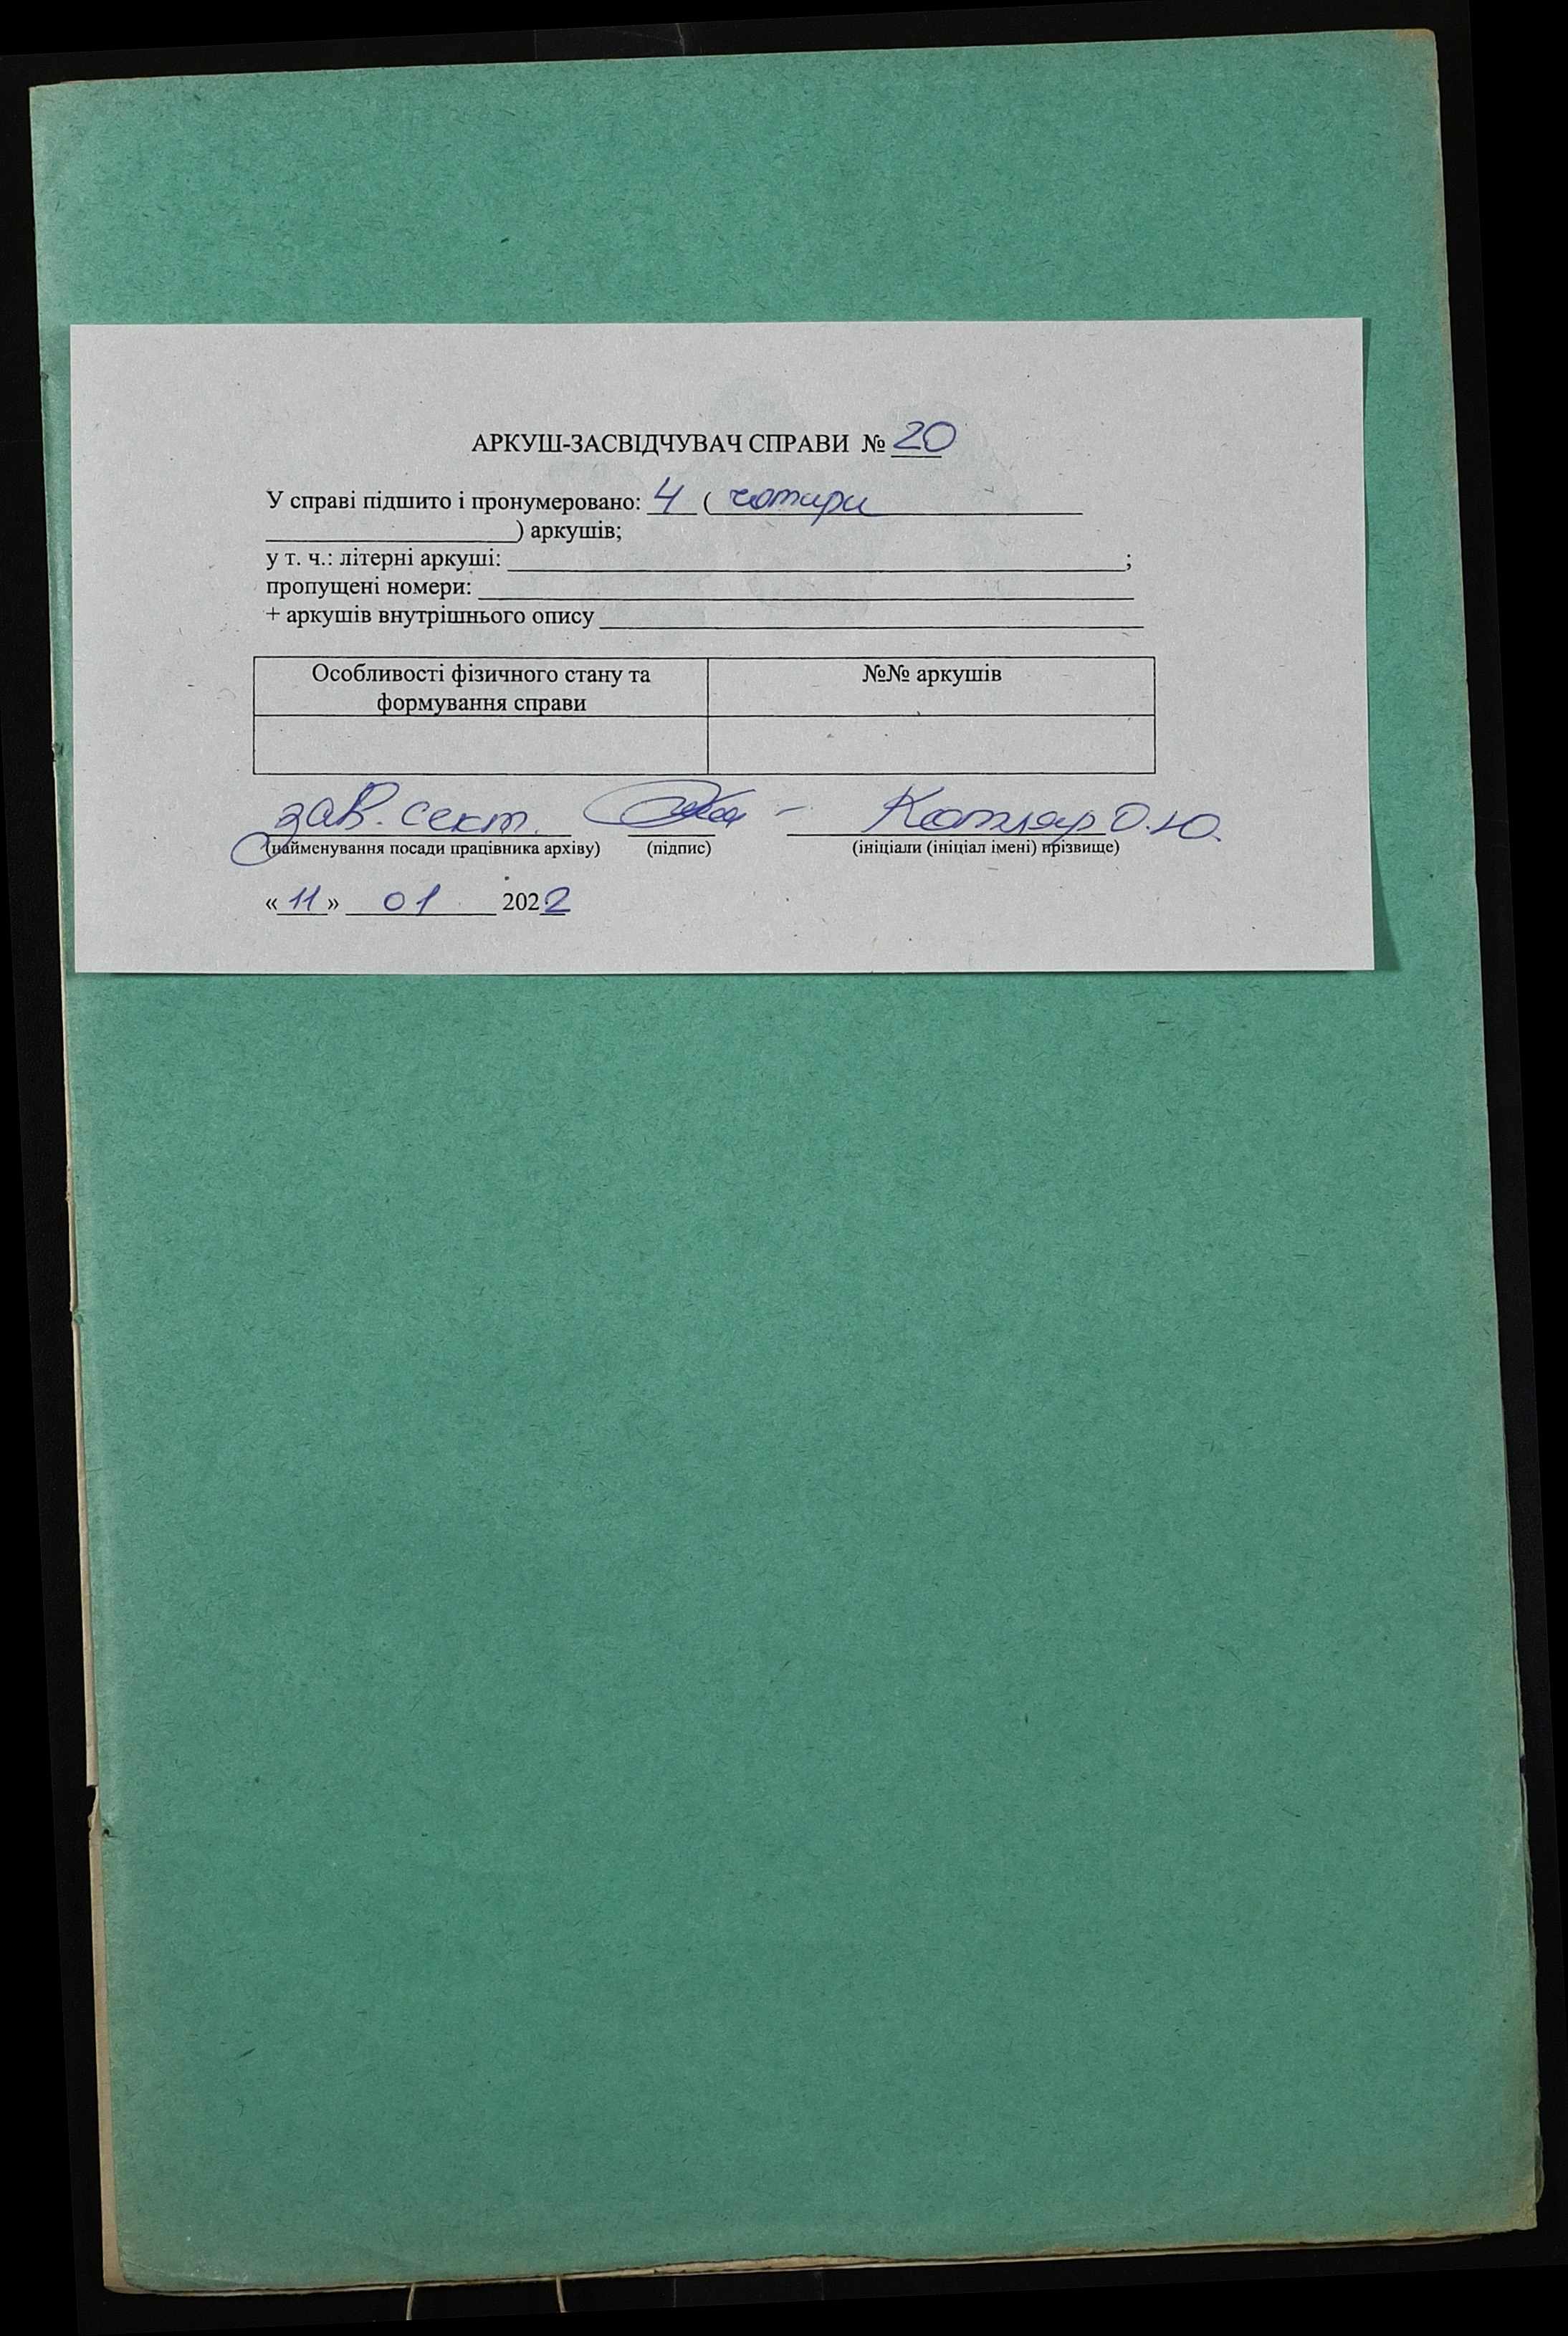 АРКУШ-ЗАСВІДЧУВАЧ СПРАВИ № 20
У справі підшито і пронумеровано: 4 ( чотири
) аркушів;
у т. ч.: літерні аркуші: ;
пропущені номери:
+ аркушів внутрішнього опису
Особливості фізичного стану та формування справи
№№ аркушів
зав. сект. Котляр О.Ю.
(найменування посади працівника архіву) (підпис) (ініціали (ініціал імені) прізвище)
« 11 » 01 2022